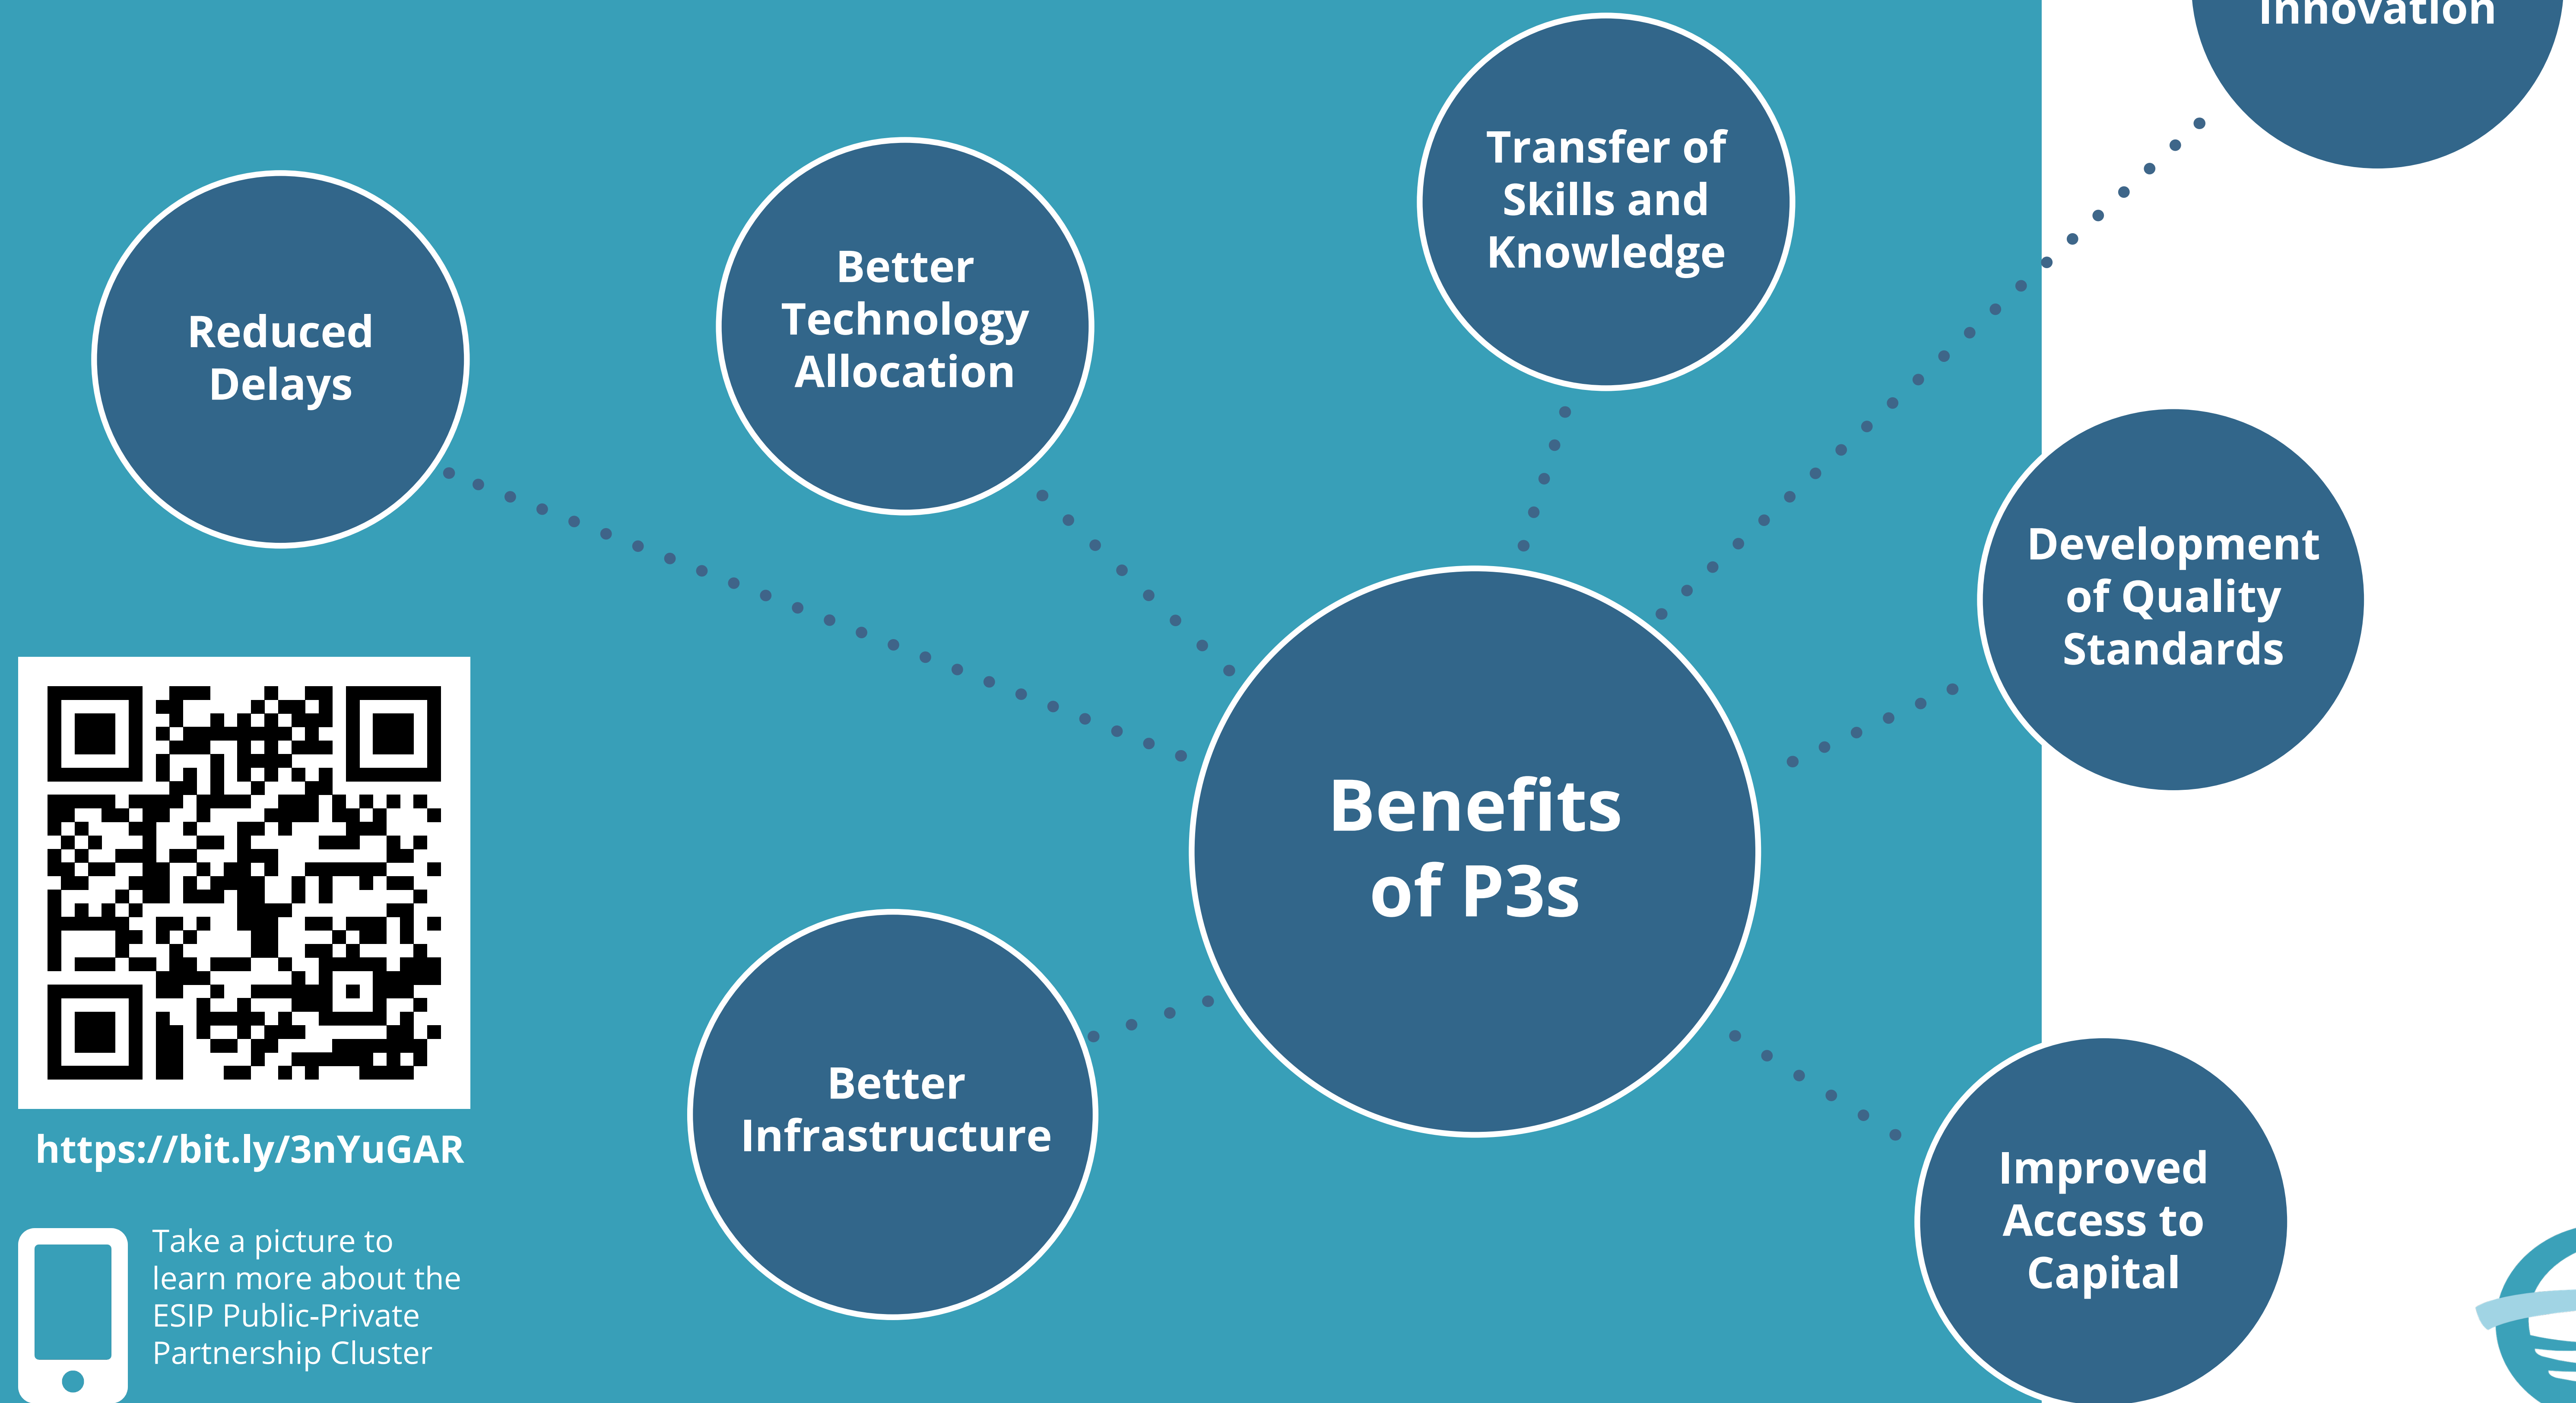 Innovation
Transfer of
Skills and
Knowledge
Better
Technology
Allocation
Reduced
Delays
Development
of Quality
Standards
Benefits
of P3s
Better
Infrastructure
Improved
Access to
Capital
https://bit.ly/3nYuGAR
Take a picture to
learn more about the
ESIP Public-Private
Partnership Cluster